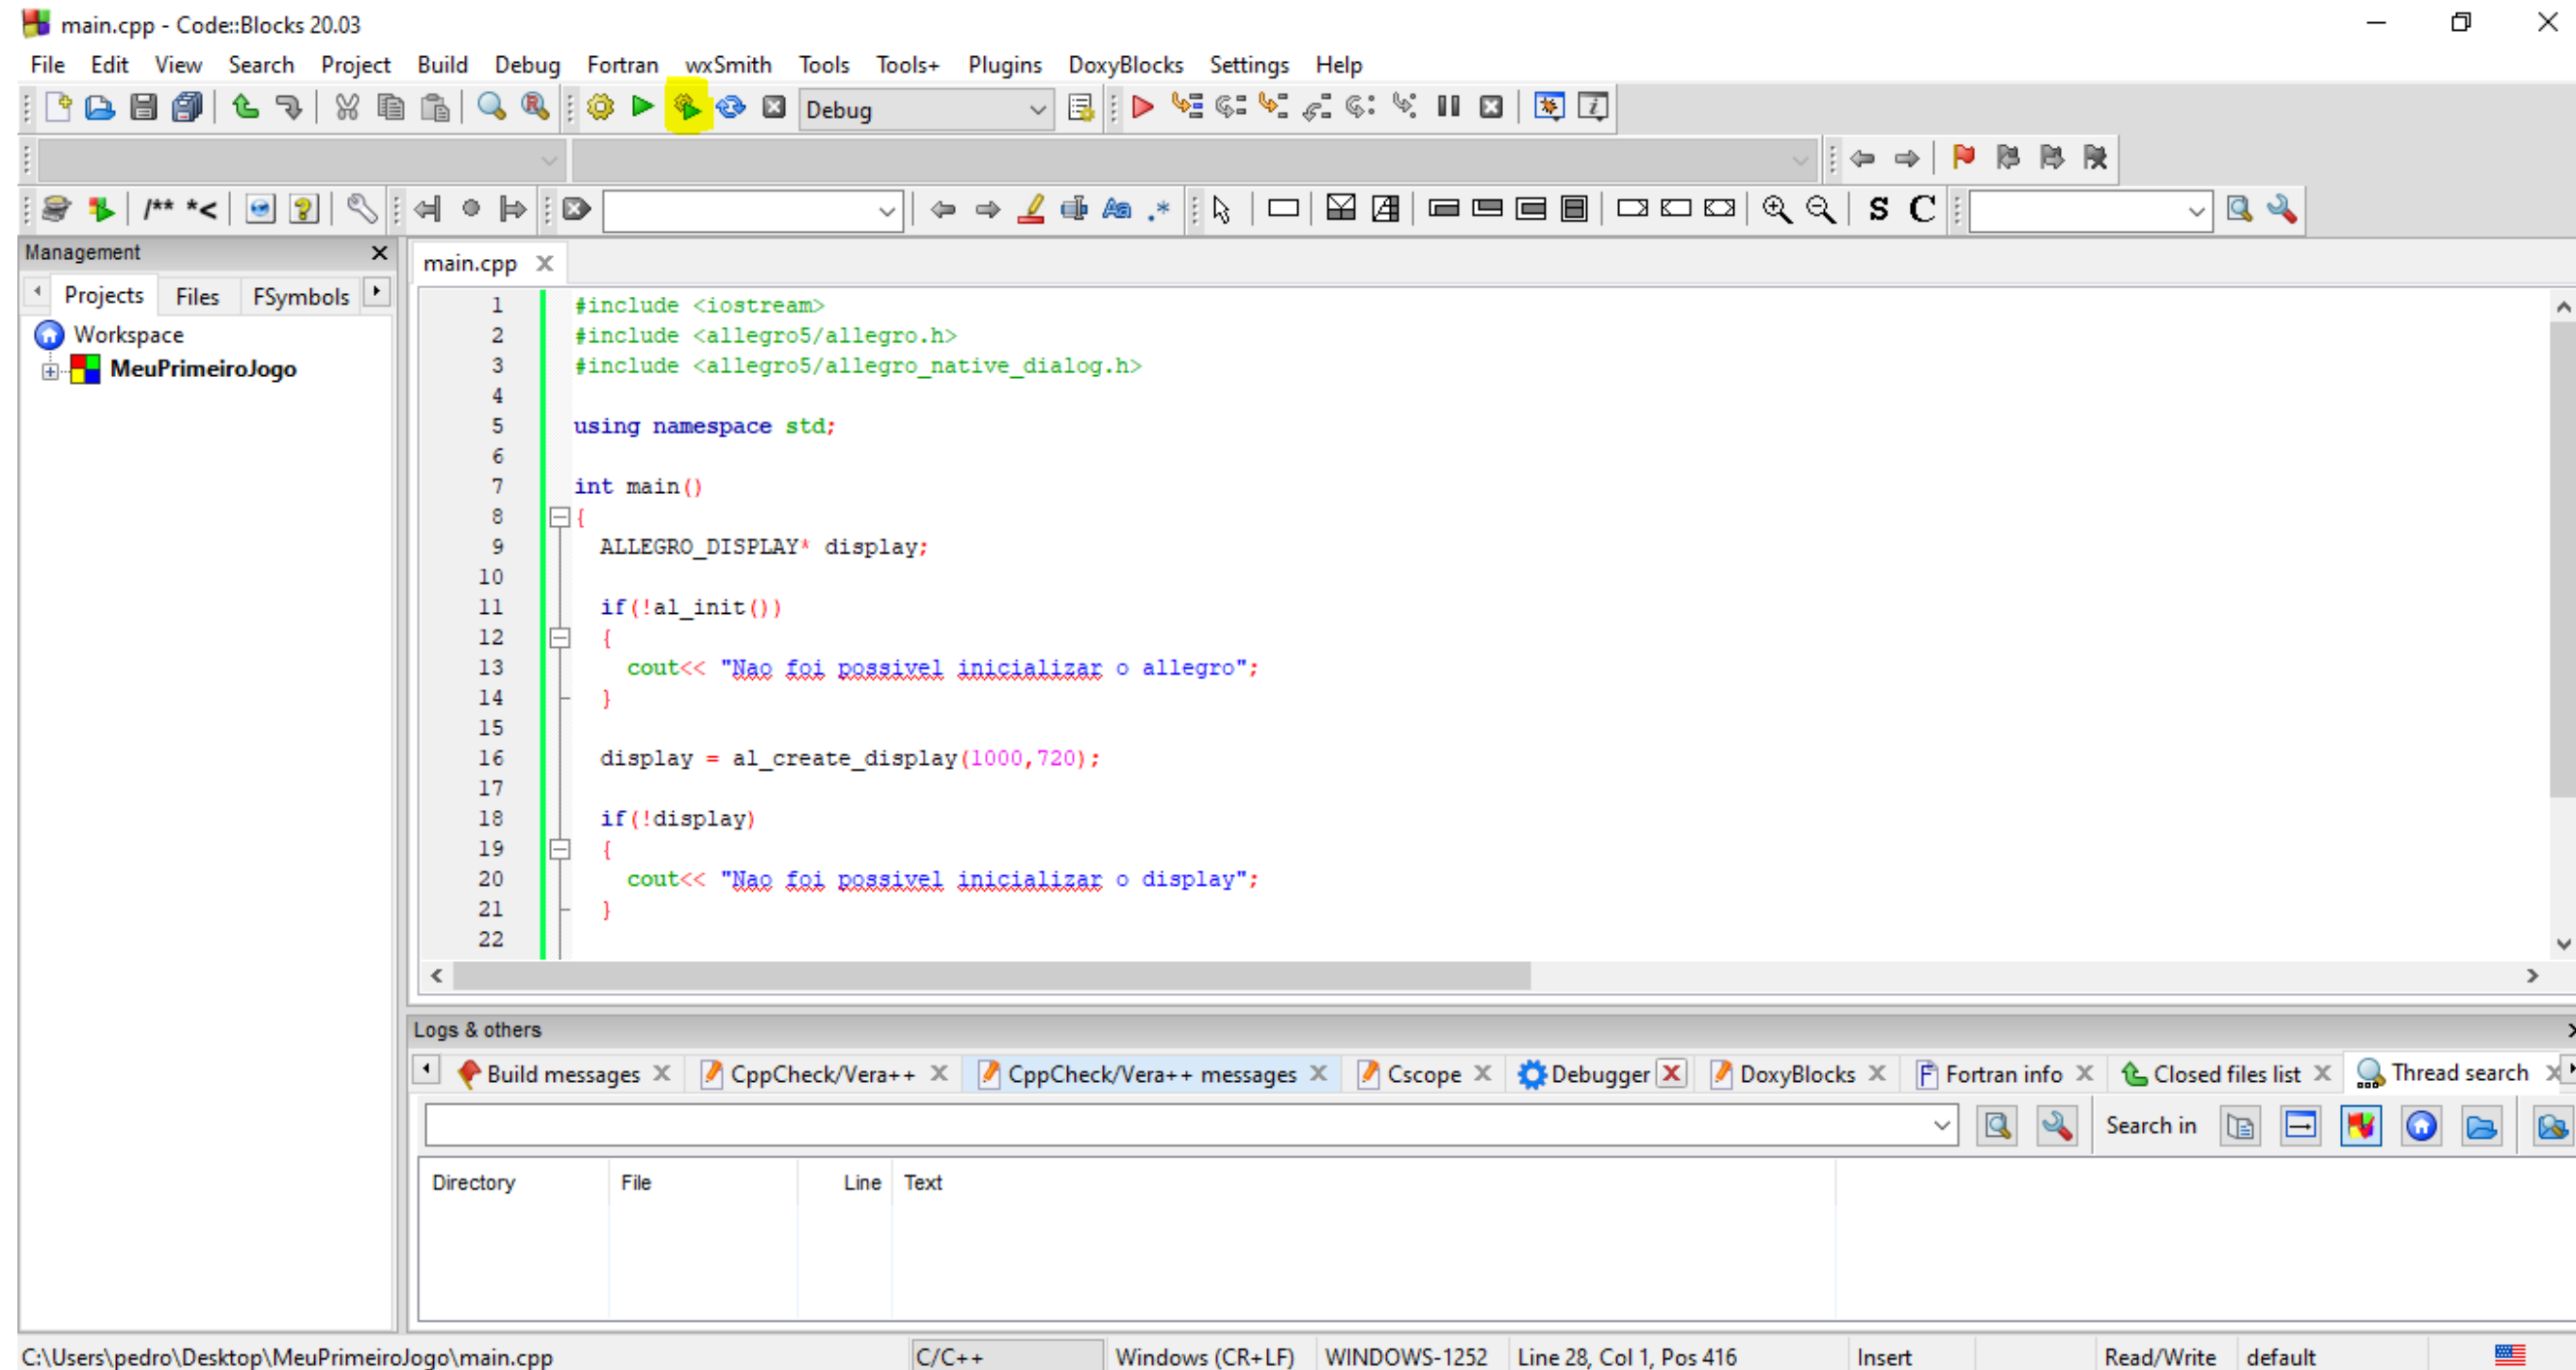 main.cpp - Code::Blocks 20.03
File Edit View Search Project Build Debug Fortran wxSmith Tools Tools+ Plugins DoxyBlocks Settings Help
Debug
/** *<
Aa .* S C
Management
Projects Files FSymbols
Workspace
MeuPrimeiroJogo
main.cpp
1 #include <iostream>
2 #include <allegro5/allegro.h>
3 #include <allegro5/allegro_native_dialog.h>
4
5 using namespace std;
6
7 int main()
8 {
9 ALLEGRO_DISPLAY* display;
10
11 if(!al_init())
12 {
13 cout<< "Nao foi possivel inicializar o allegro";
14 }
15
16 display = al_create_display(1000,720);
17
18 if(!display)
19 {
20 cout<< "Nao foi possivel inicializar o display";
21 }
22
Logs & others
Build messages CppCheck/Vera++ CppCheck/Vera++ messages Cscope Debugger DoxyBlocks Fortran info Closed files list Thread search
Search in
Directory File Line Text
C:\Users\pedro\Desktop\MeuPrimeiroJogo\main.cpp C/C++ Windows (CR+LF) WINDOWS-1252 Line 28, Col 1, Pos 416 Insert Read/Write default